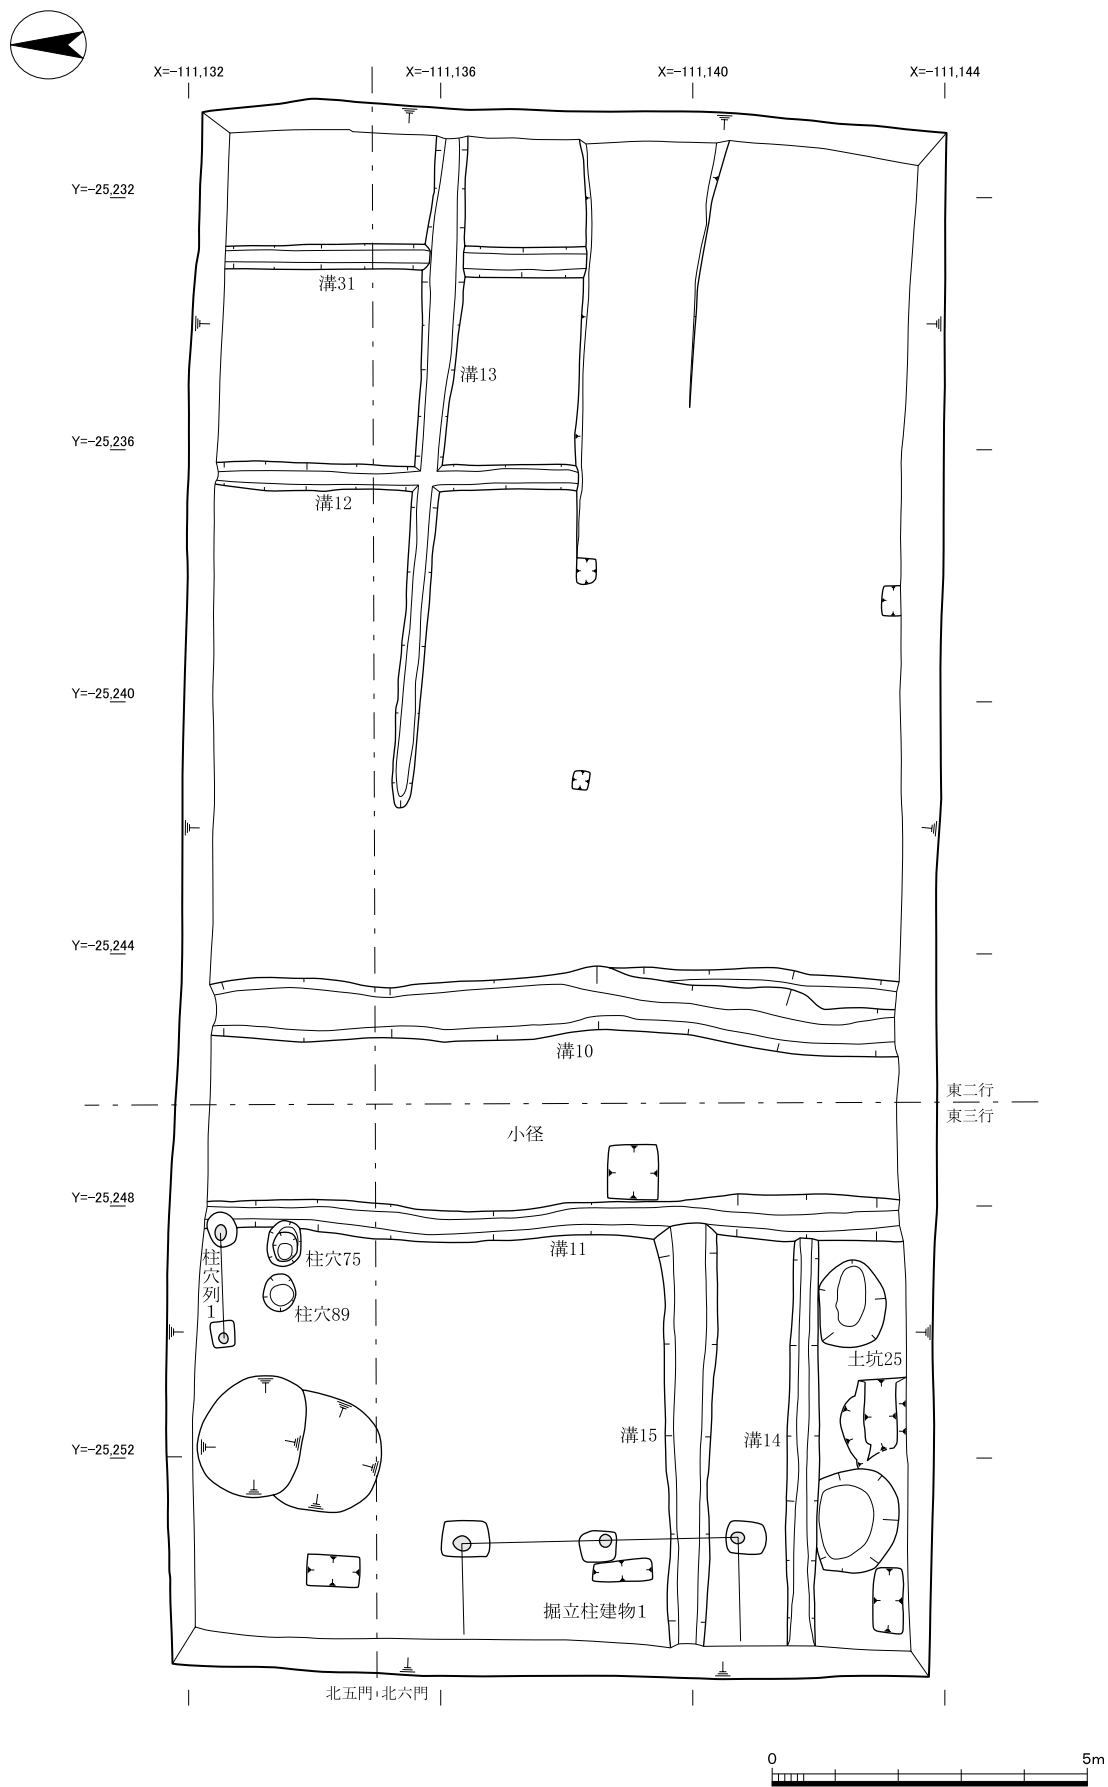 X=-111,132
X=-111,136
X=-111,140
X=-111,144
Y=-25,232
溝31
溝13
Y=-25,236
溝12
Y=-25,240
Y=-25,244
溝10
東二行
東三行
小径
Y=-25,248
溝11
柱穴列1
柱穴75
柱穴89
土坑25
溝15
溝14
Y=-25,252
掘立柱建物1
北五門
北六門
0
5m